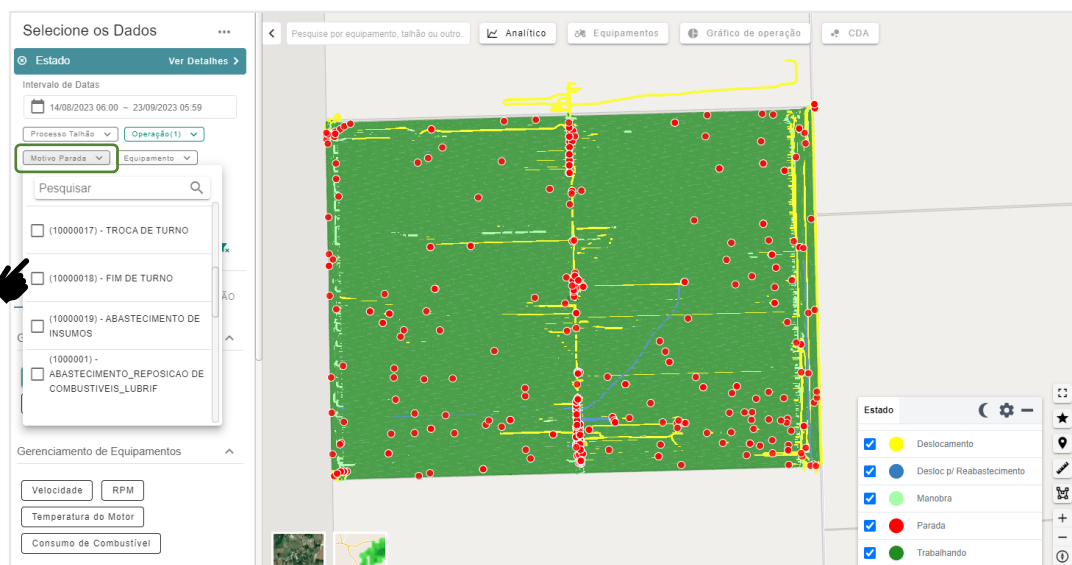 Selecione os Dados
Estado
Ver Detalhes
Intervalo de Datas
14/08/2023 06:00 ~ 23/09/2023 05:59
Processo Talhão
Operação(1)
Motivo Parada
Equipamento
Pesquisar
(10000017) - TROCA DE TURNO
(10000018) - FIM DE TURNO
(10000019) - ABASTECIMENTO DE
INSUMOS
(1000001) -
ABASTECIMENTO_REPOSICAO DE
COMBUSTIVEIS_LUBRIF
ÃO
G
Gerenciamento de Equipamentos
Velocidade
RPM
Temperatura do Motor
Consumo de Combustível
Pesquise por equipamento, talhão ou outro..
Analítico
Equipamentos
Gráfico de operação
CDA
Estado
Deslocamento
Desloc p/ Reabastecimento
Manobra
Parada
Trabalhando